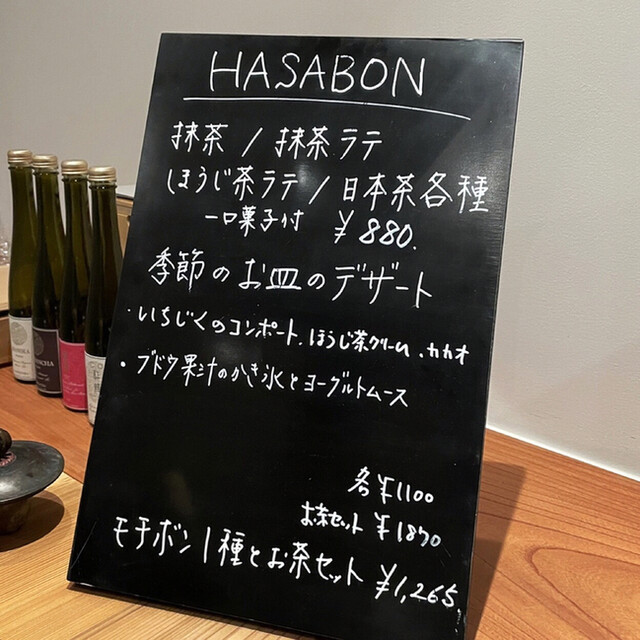 HASABON
抹茶 / 抹茶ラテ
ほうじ茶ラテ / 日本茶各種
一口菓子付 ¥880.
季節のお皿のデザート
・いちじくのコンポート、ほうじ茶クリーム、カカオ
・ブドウ果汁のかき氷とヨーグルトムース
各¥1100
お茶セット ¥1870
モチボン1種とお茶セット ¥1,265.